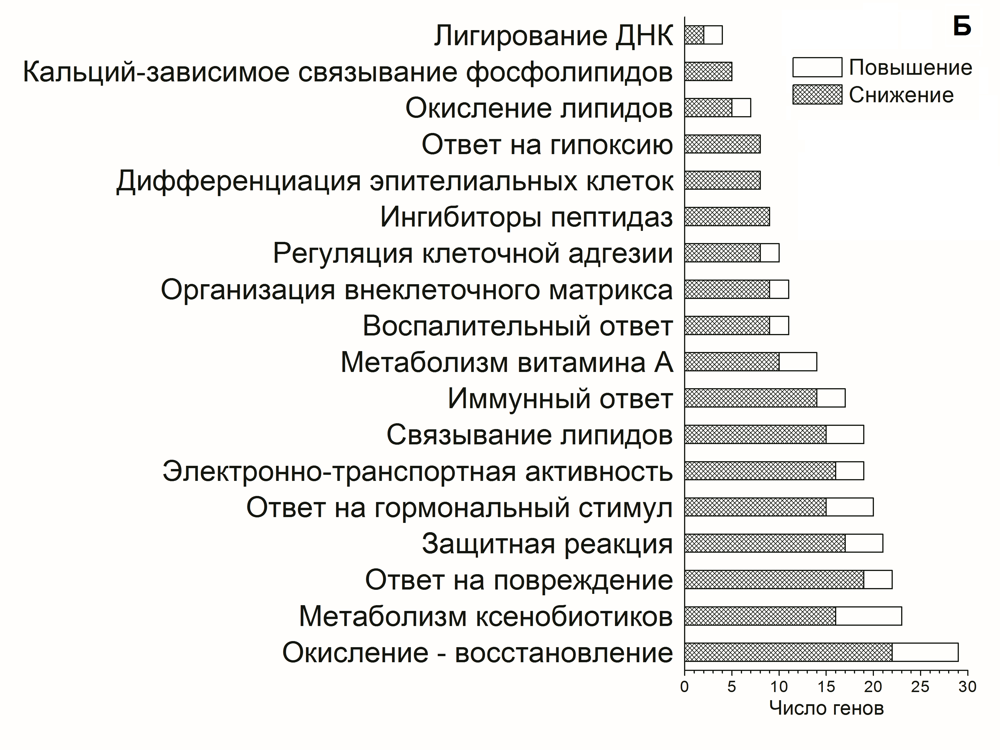 Б
Повышение
Снижение
Лигирование ДНК
Кальций-зависимое связывание фосфолипидов
Окисление липидов
Ответ на гипоксию
Дифференциация эпителиальных клеток
Ингибиторы пептидаз
Регуляция клеточной адгезии
Организация внеклеточного матрикса
Воспалительный ответ
Метаболизм витамина А
Иммунный ответ
Связывание липидов
Электронно-транспортная активность
Ответ на гормональный стимул
Защитная реакция
Ответ на повреждение
Метаболизм ксенобиотиков
Окисление - восстановление
0 5 10 15 20 25 30
Число генов